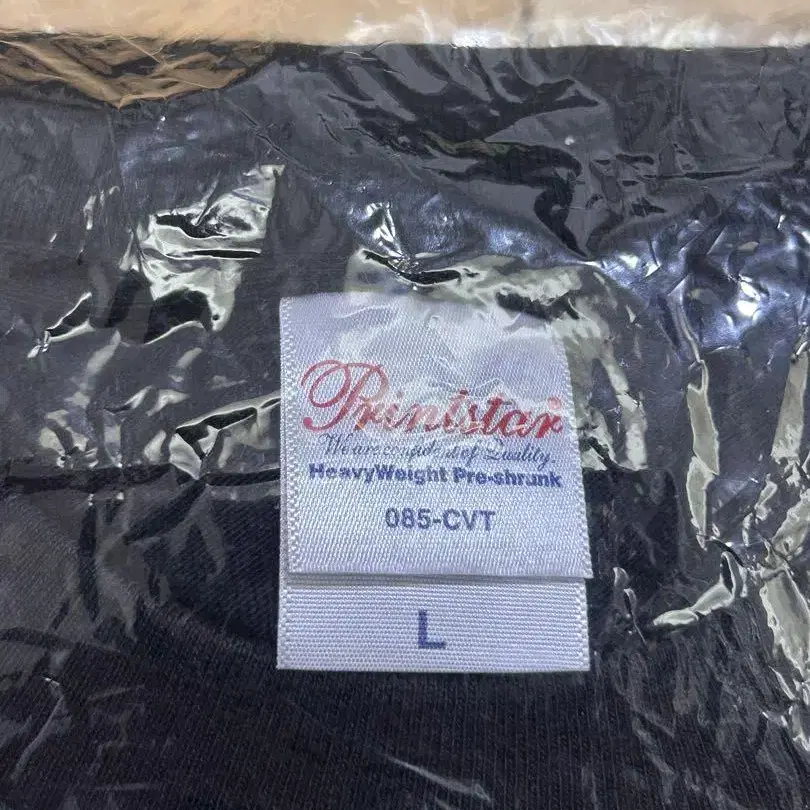 Printstar
We are confident of Quality.
HeavyWeight Pre-shrunk
085-CVT
L